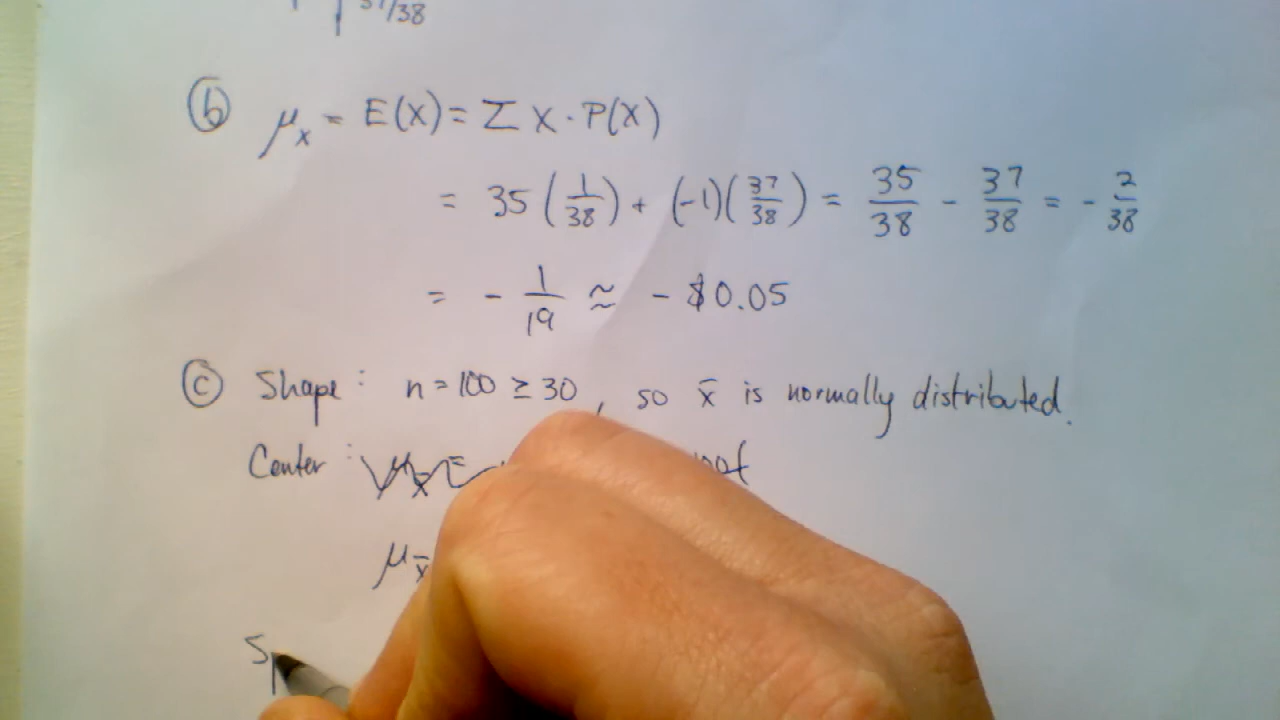 37/38
ⓑ μx = E(X) = Σ X · P(X)
= 35 (1/38) + (-1)(37/38) = 35/38 - 37/38 = - 2/38
= - 1/19 ≈ - $0.05
ⓒ Shape : n = 100 ≥ 30 , so x̄ is normally distributed.
Center :
μx̄
Sp